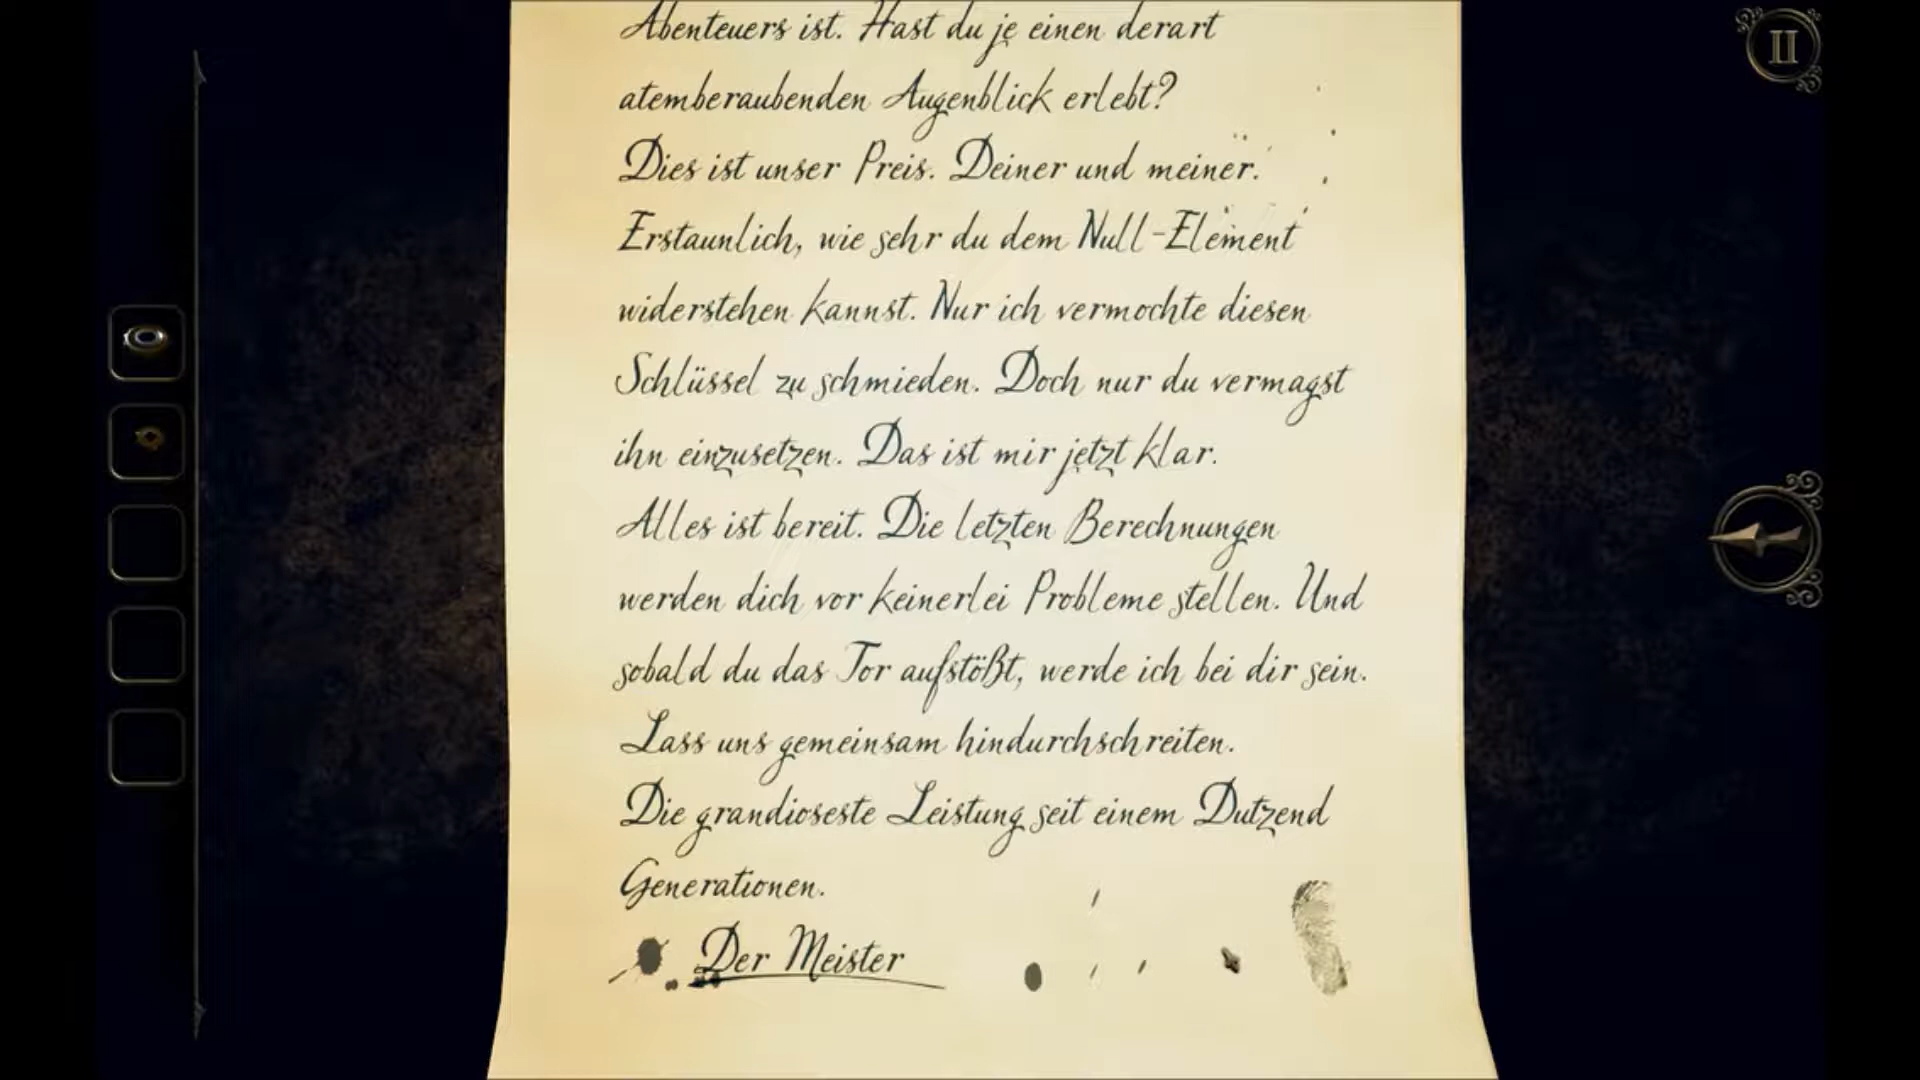 Abenteuers ist. Hast du je einen derart
atemberaubenden Augenblick erlebt?
Dies ist unser Preis. Deiner und meiner.
Erstaunlich, wie sehr du dem Null-Element
widerstehen kannst. Nur ich vermochte diesen
Schlüssel zu schmieden. Doch nur du vermagst
ihn einzusetzen. Das ist mir jetzt klar.
Alles ist bereit. Die letzten Berechnungen
werden dich vor keinerlei Probleme stellen. Und
sobald du das Tor aufstößt, werde ich bei dir sein.
Lass uns gemeinsam hindurchschreiten.
Die grandioseste Leistung seit einem Dutzend
Generationen.
Der Meister